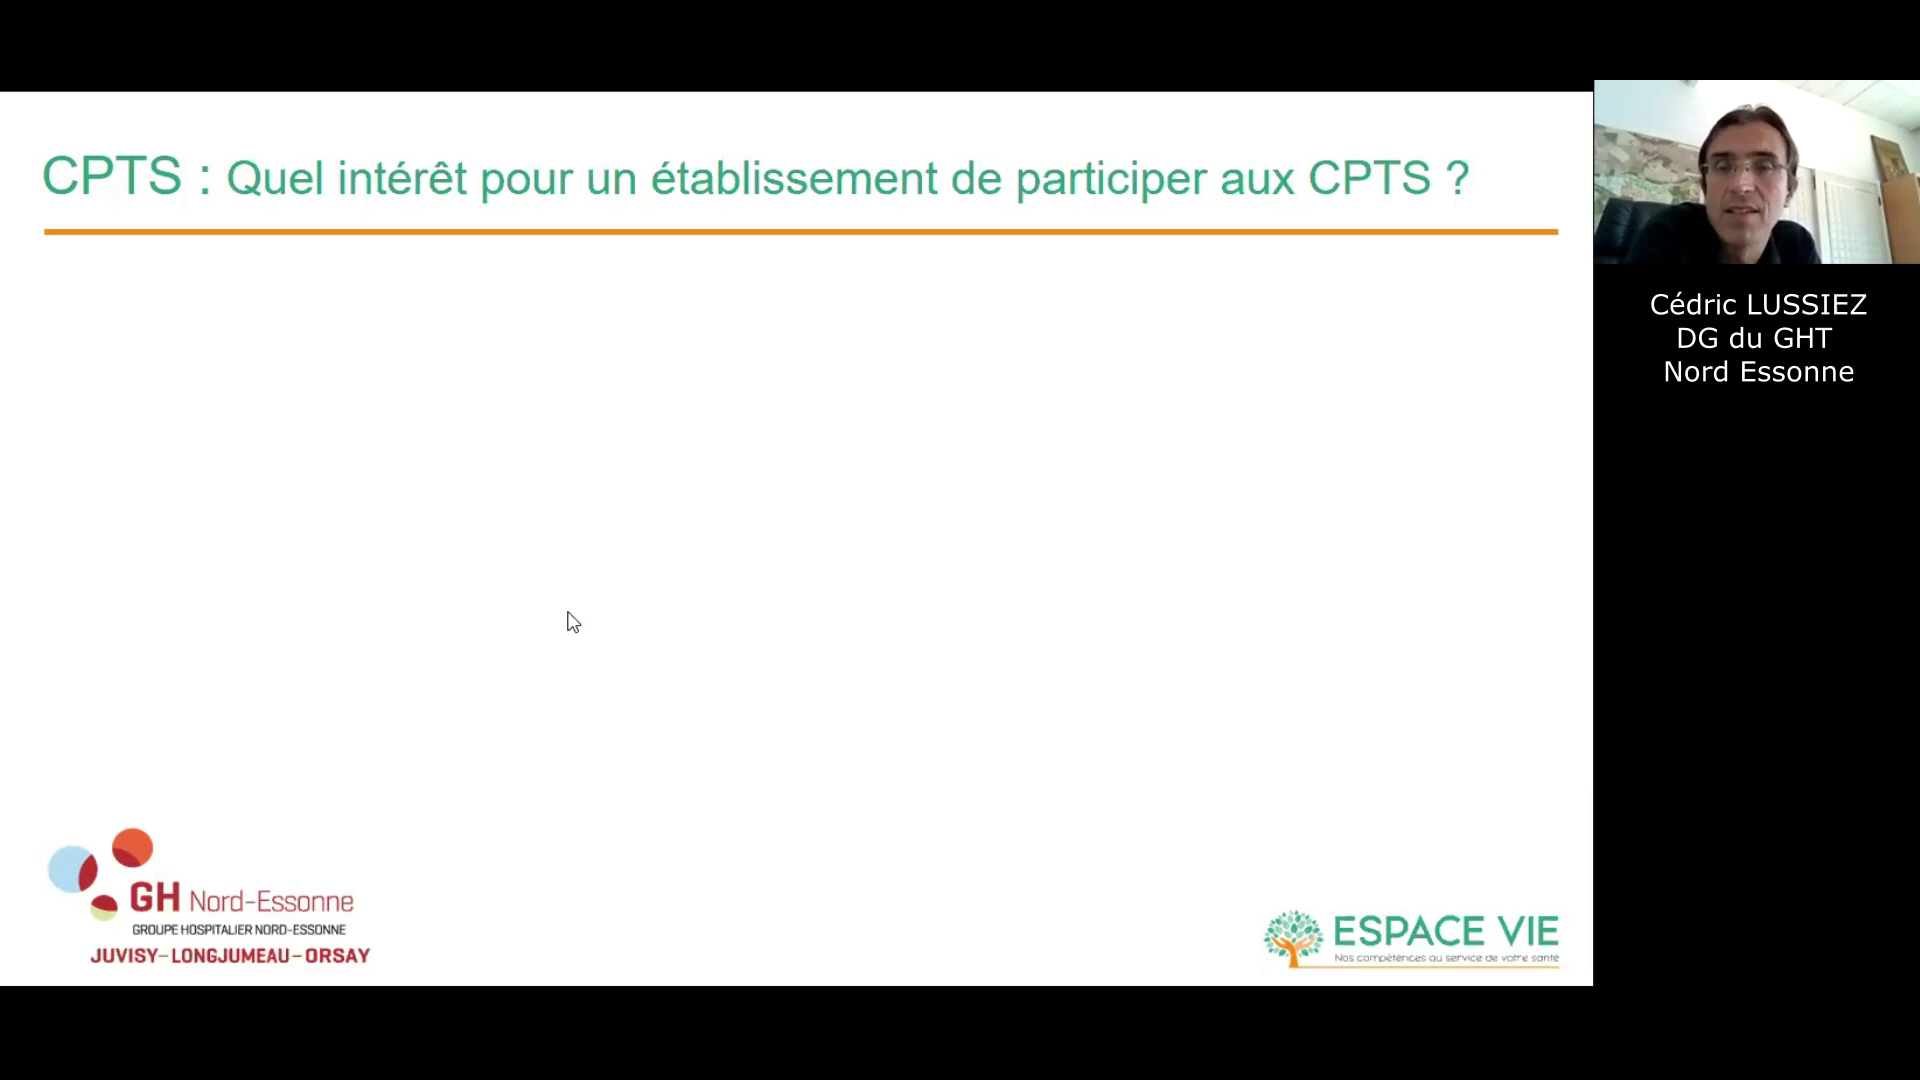 CPTS : Quel intérêt pour un établissement de participer aux CPTS ?
Cédric LUSSIEZ
DG du GHT
Nord Essonne
GH Nord-Essonne
GROUPE HOSPITALIER NORD-ESSONNE
JUVISY-LONGJUMEAU-ORSAY
ESPACE VIE
Nos compétences au service de votre santé